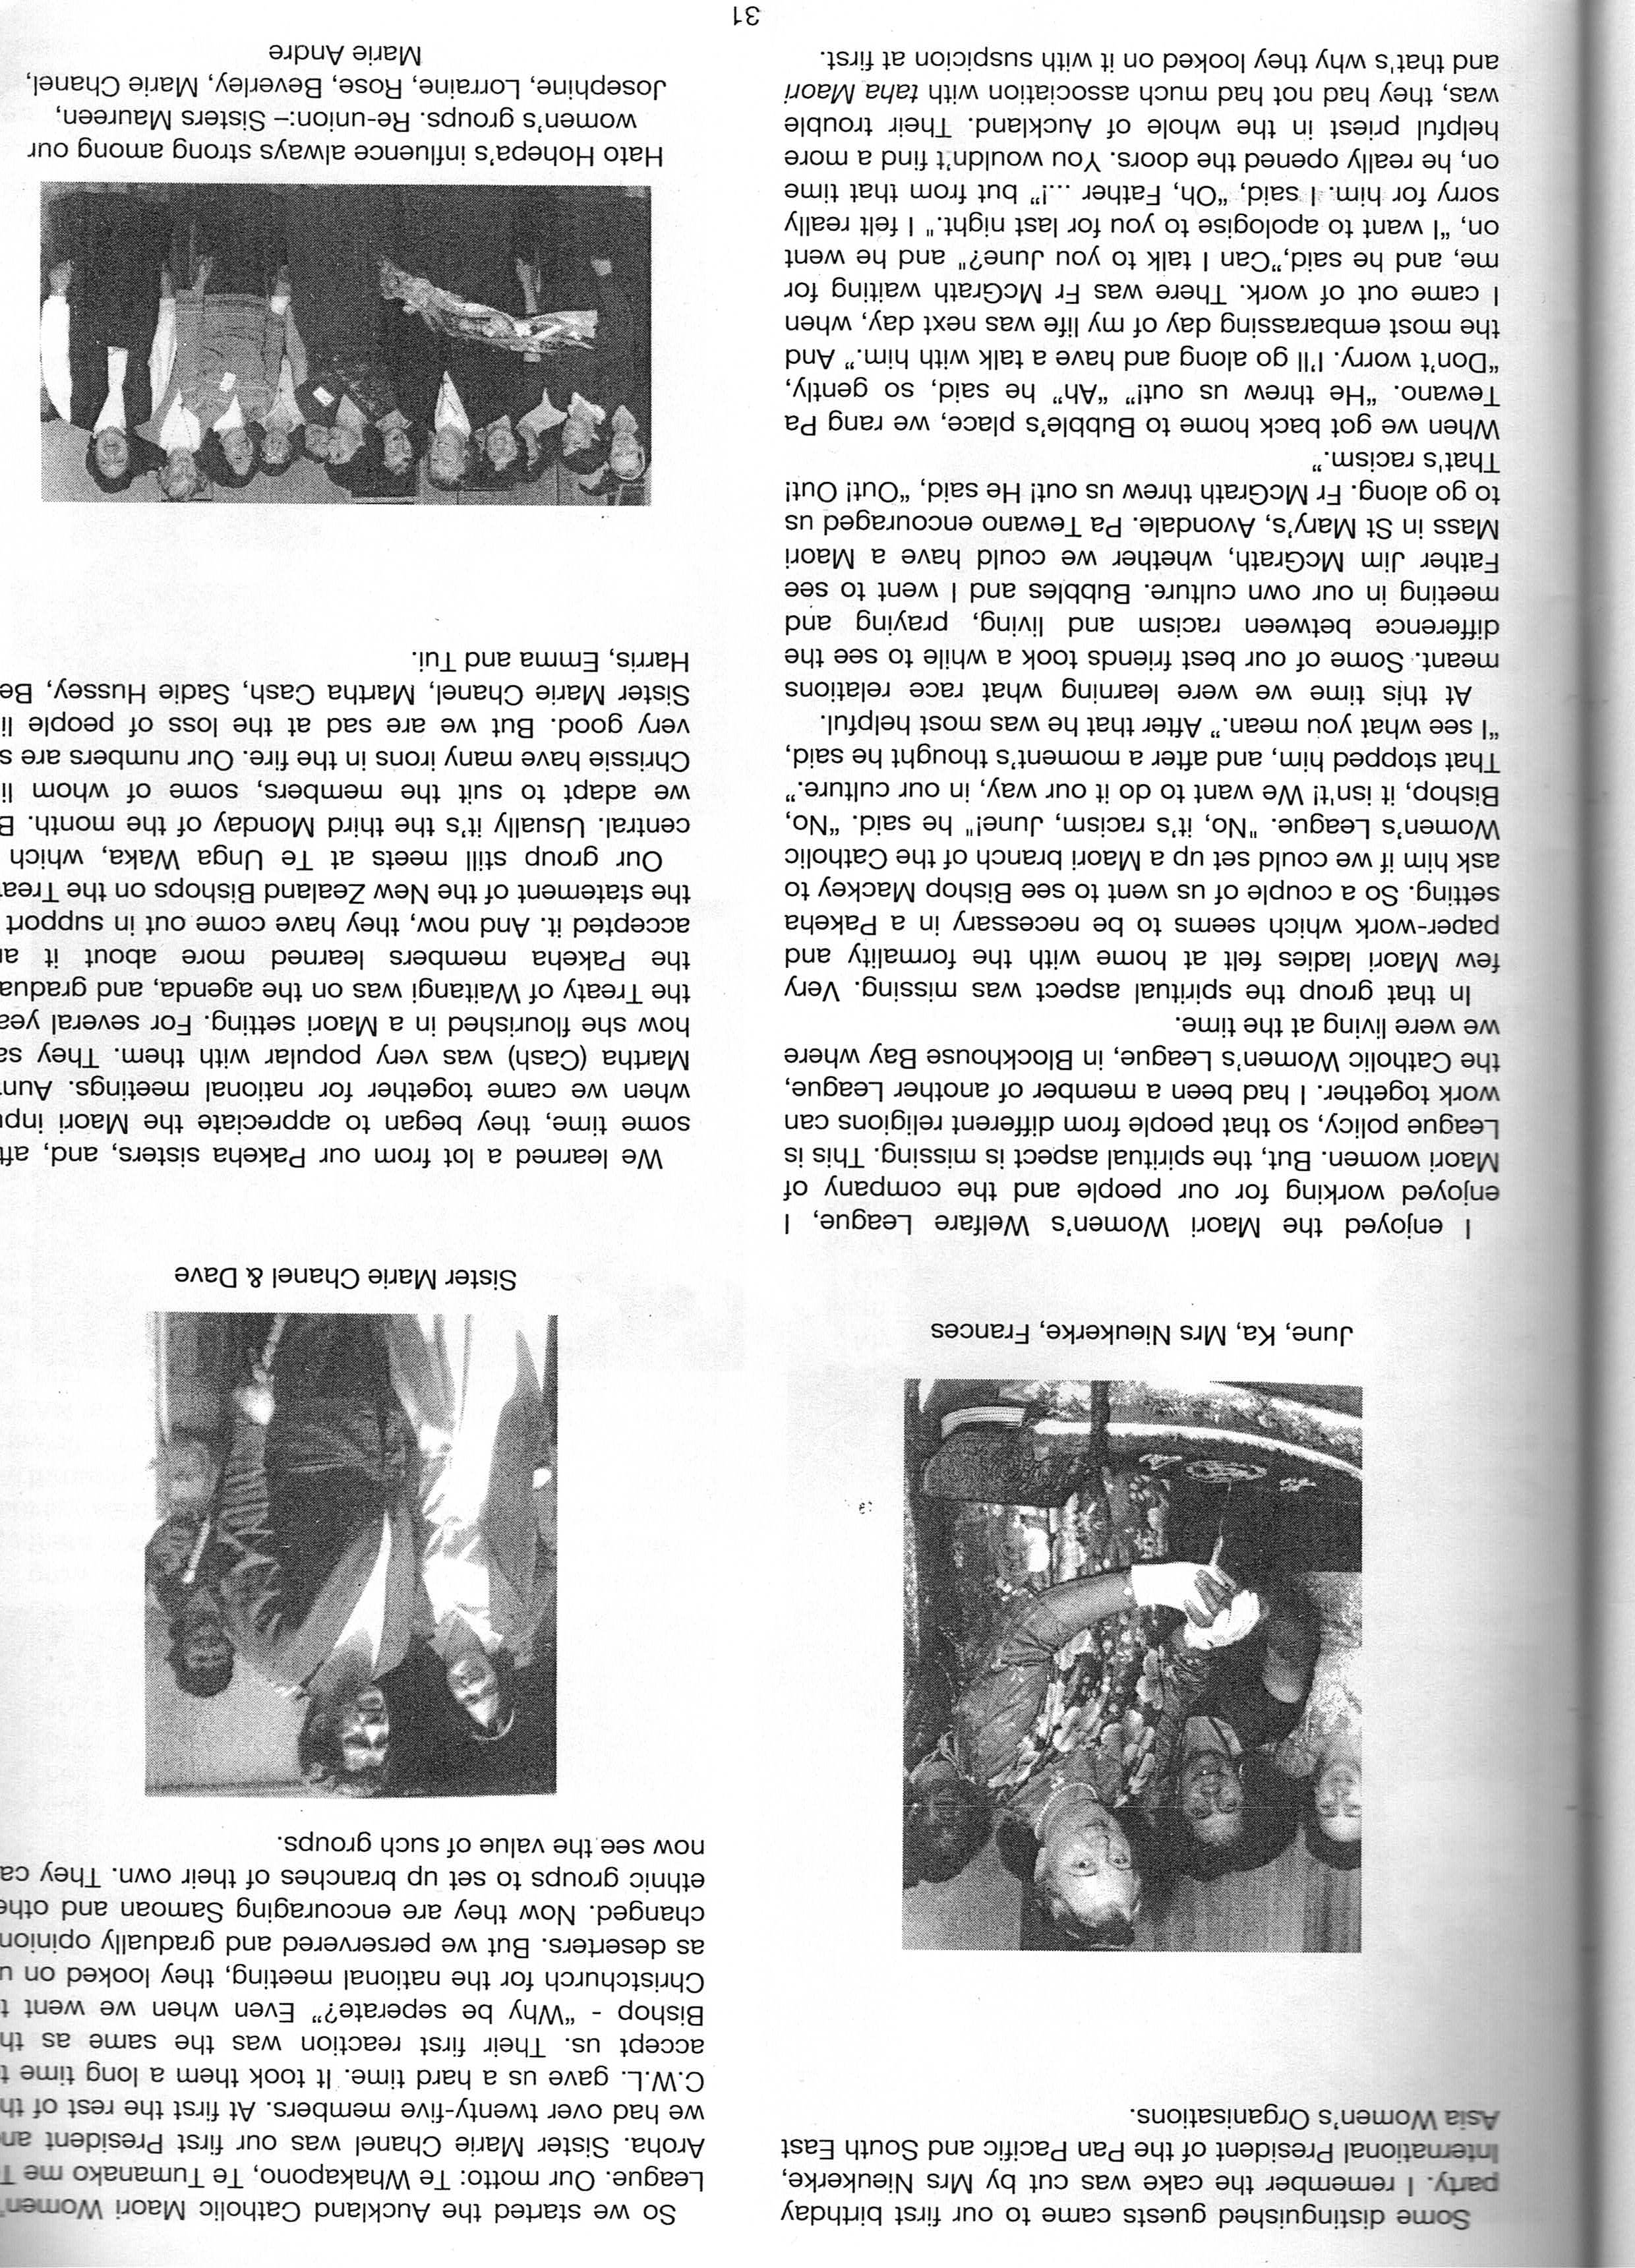 Some distinguished guests came to our first birthday
party. I remember the cake was cut by Mrs Nieukerke,
International President of the Pan Pacific and South East
Asia Women's Organisations.
June, Ka, Mrs Nieukerke, Frances
I enjoyed the Maori Women's Welfare League, I
enjoyed working for our people and the company of
Maori women. But, the spiritual aspect is missing. This is
League policy, so that people from different religions can
work together. I had been a member of another League,
the Catholic Women's League, in Blockhouse Bay where
we were living at the time.
In that group the spiritual aspect was missing. Very
few Maori ladies felt at home with the formality and
paper-work which seems to be necessary in a Pakeha
setting. So a couple of us went to see Bishop Mackey to
ask him if we could set up a Maori branch of the Catholic
Women's League. "No, it's racism, June!" he said. “No,
Bishop, it isn't! We want to do it our way, in our culture.”
That stopped him, and after a moment's thought he said,
“I see what you mean.” After that he was most helpful.
At this time we were learning what race relations
meant. Some of our best friends took a while to see the
difference between racism and living, praying and
meeting in our own culture. Bubbles and I went to see
Father Jim McGrath, whether we could have a Maori
Mass in St Mary's, Avondale. Pa Tewano encouraged us
to go along. Fr McGrath threw us out! He said, “Out! Out!
That's racism.”
When we got back home to Bubble's place, we rang Pa
Tewano. “He threw us out!” “Ah” he said, so gently,
“Don't worry. I'll go along and have a talk with him.” And
the most embarassing day of my life was next day, when
I came out of work. There was Fr McGrath waiting for
me, and he said,”Can I talk to you June?" and he went
on, “I want to apologise to you for last night." I felt really
sorry for him. I said, “Oh, Father ...!” but from that time
on, he really opened the doors. You wouldn't find a more
helpful priest in the whole of Auckland. Their trouble
was, they had not had much association with taha Maori
and that's why they looked on it with suspicion at first.
So we started the Auckland Catholic Maori Women'
League. Our motto: Te Whakapono, Te Tumanako me T
Aroha. Sister Marie Chanel was our first President an
we had over twenty-five members. At first the rest of th
C.W.L. gave us a hard time. It took them a long time t
accept us. Their first reaction was the same as th
Bishop - “Why be seperate?” Even when we went t
Christchurch for the national meeting, they looked on u
as deserters. But we perservered and gradually opinion
changed. Now they are encouraging Samoan and othe
ethnic groups to set up branches of their own. They ca
now see the value of such groups.
Sister Marie Chanel & Dave
We learned a lot from our Pakeha sisters, and, aft
some time, they began to appreciate the Maori inpu
when we came together for national meetings. Aun
Martha (Cash) was very popular with them. They sa
how she flourished in a Maori setting. For several yea
the Treaty of Waitangi was on the agenda, and gradua
the Pakeha members learned more about it a
accepted it. And now, they have come out in support
the statement of the New Zealand Bishops on the Trea
Our group still meets at Te Unga Waka, which
central. Usually it's the third Monday of the month. B
we adapt to suit the members, some of whom li
Chrissie have many irons in the fire. Our numbers are s
very good. But we are sad at the loss of people li
Sister Marie Chanel, Martha Cash, Sadie Hussey, Be
Harris, Emma and Tui.
Hato Hohepa's influence always strong among our
women's groups. Re-union:– Sisters Maureen,
Josephine, Lorraine, Rose, Beverley, Marie Chanel,
Marie Andre
31